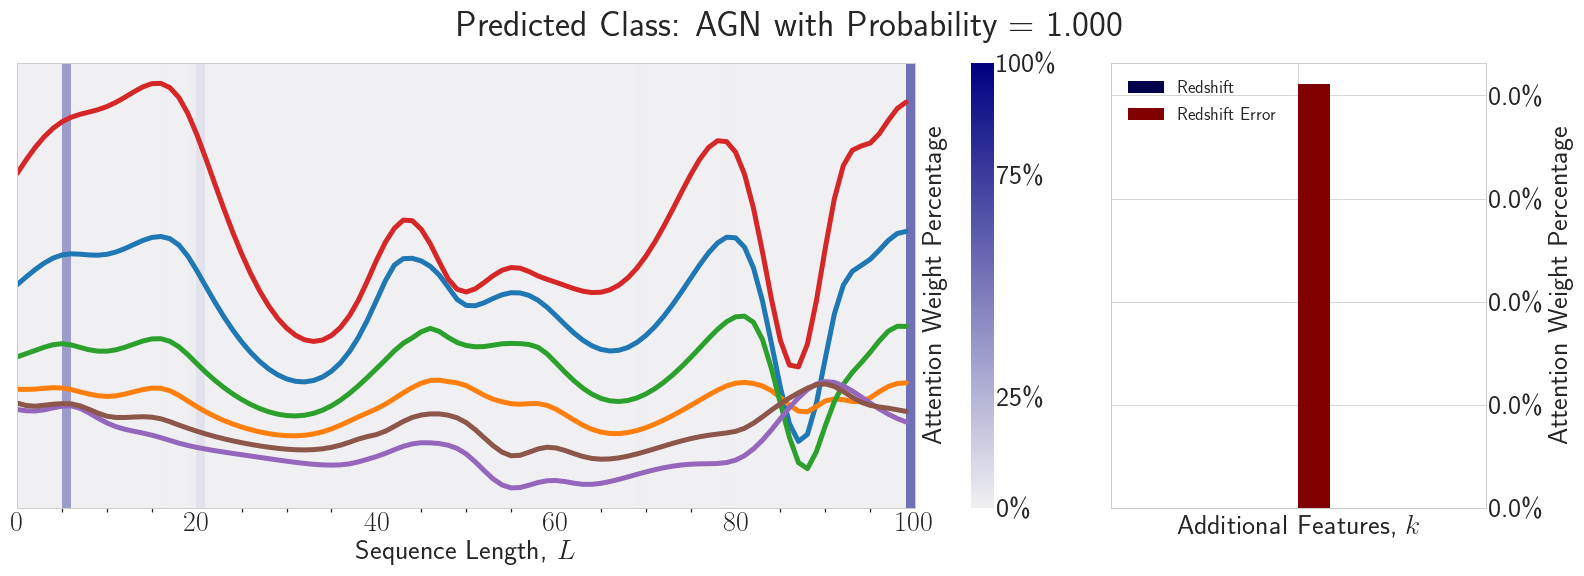 Predicted Class: AGN with Probability = 1.000
0
20
40
60
80
100
Sequence Length, L
100%
75%
25%
0%
Attention Weight Percentage
Redshift
Redshift Error
0.0%
0.0%
0.0%
0.0%
0.0%
Attention Weight Percentage
Additional Features, k